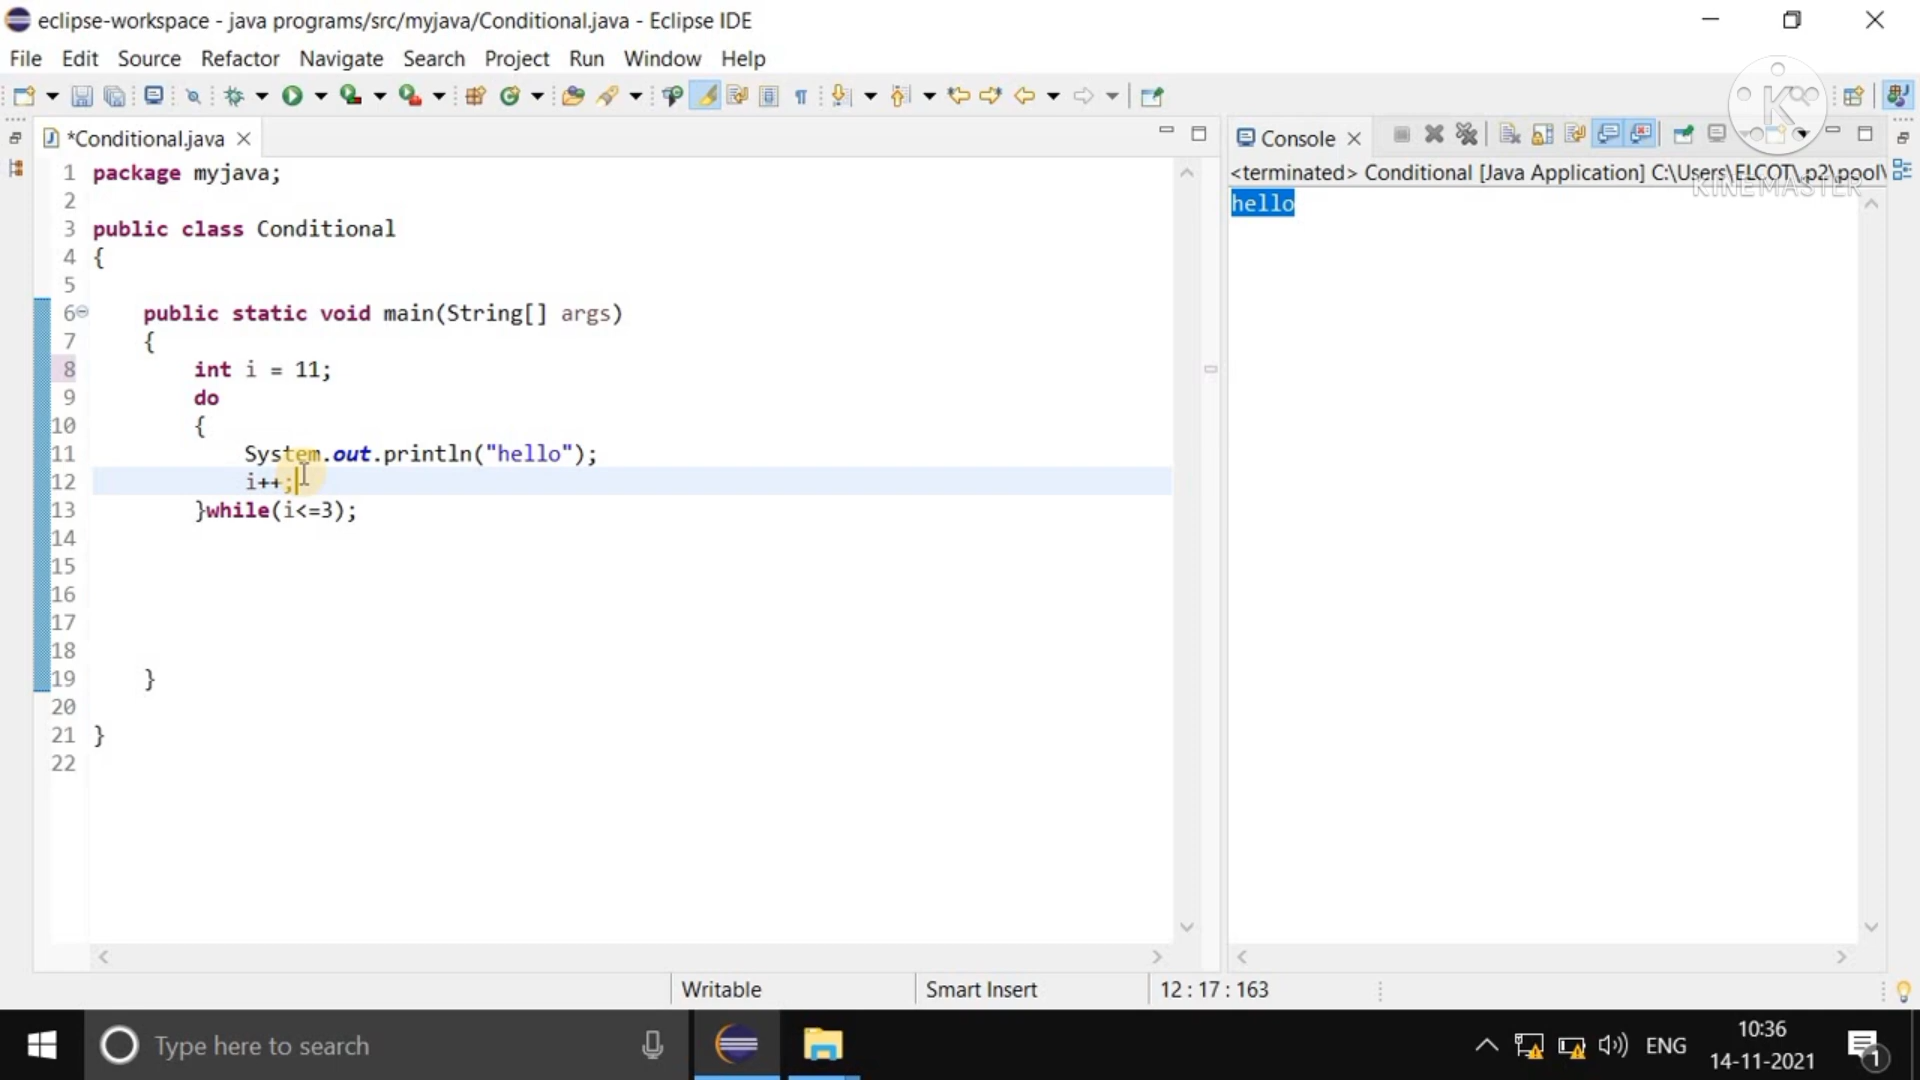 eclipse-workspace - java programs/src/myjava/Conditional.java - Eclipse IDE
File Edit Source Refactor Navigate Search Project Run Window Help
*Conditional.java
1 package myjava;
2
3 public class Conditional
4 {
5
6 public static void main(String[] args)
7 {
8 int i = 11;
9 do
10 {
11 System.out.println("hello");
12 i++;
13 }while(i<=3);
14
15
16
17
18
19 }
20
21 }
22
Console
<terminated> Conditional [Java Application] C:\Users\ELCOT\.p2\pool\
hello
K
KINEMASTER
Writable Smart Insert 12 : 17 : 163
Type here to search
ENG
10:36
14-11-2021
1